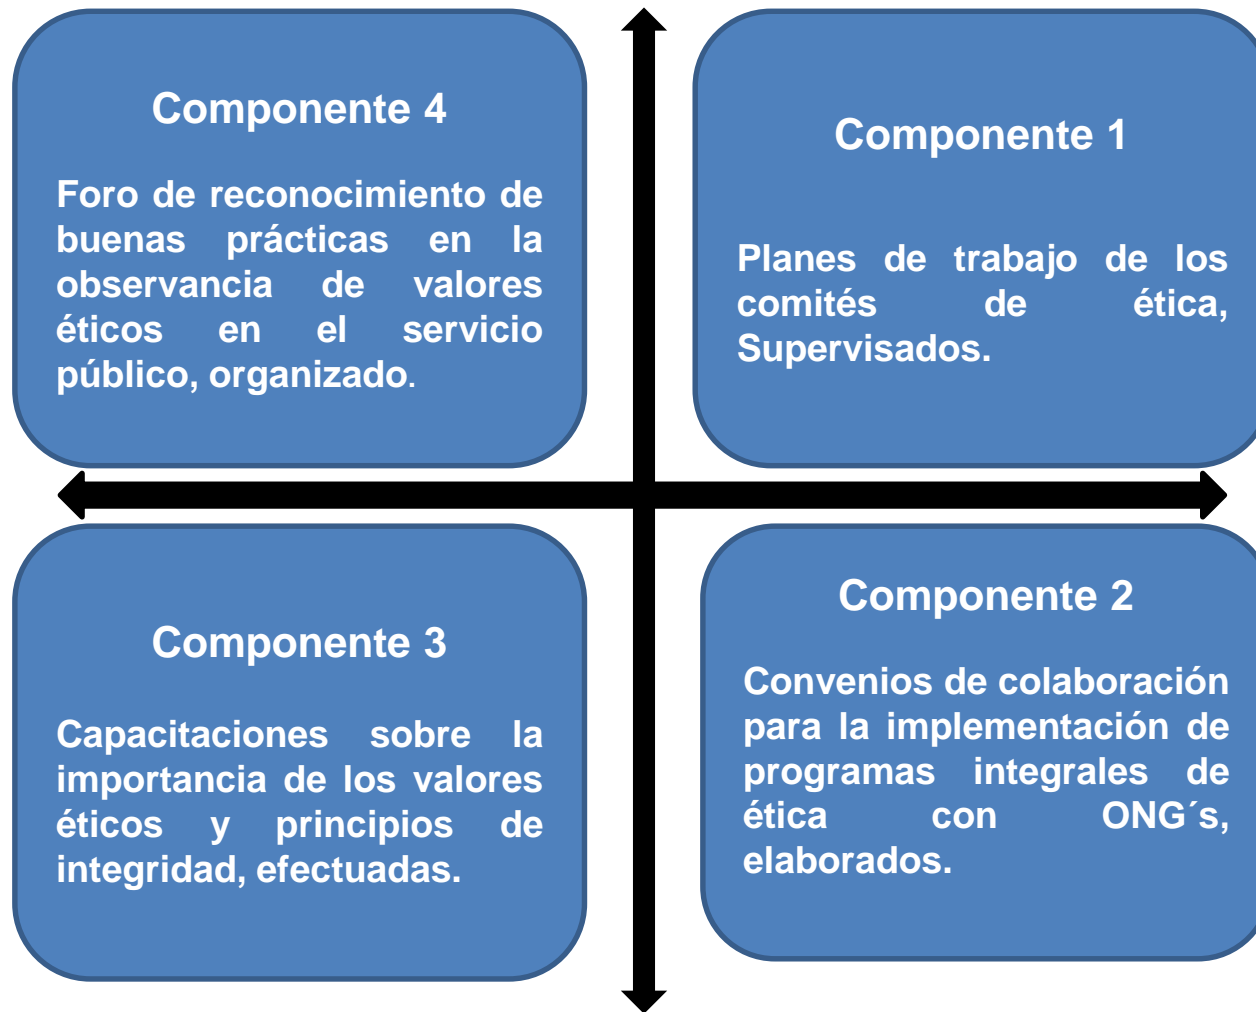 Componente 4
Foro de reconocimiento de
buenas prácticas en la
observancia de valores
éticos en el servicio
público, organizado.
Componente 1
Planes de trabajo de los
comités de ética,
Supervisados.
Componente 3
Capacitaciones sobre la
importancia de los valores
éticos y principios de
integridad, efectuadas.
Componente 2
Convenios de colaboración
para la implementación de
programas integrales de
ética con ONG´s,
elaborados.